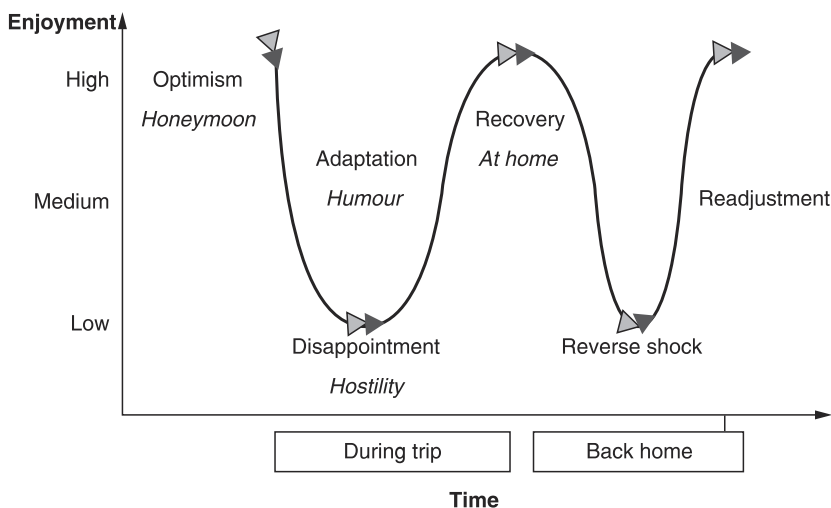 Enjoyment
High
Optimism
Honeymoon
Recovery
At home
Adaptation
Humour
Medium
Readjustment
Low
Disappointment
Hostility
Reverse shock
During trip
Back home
Time